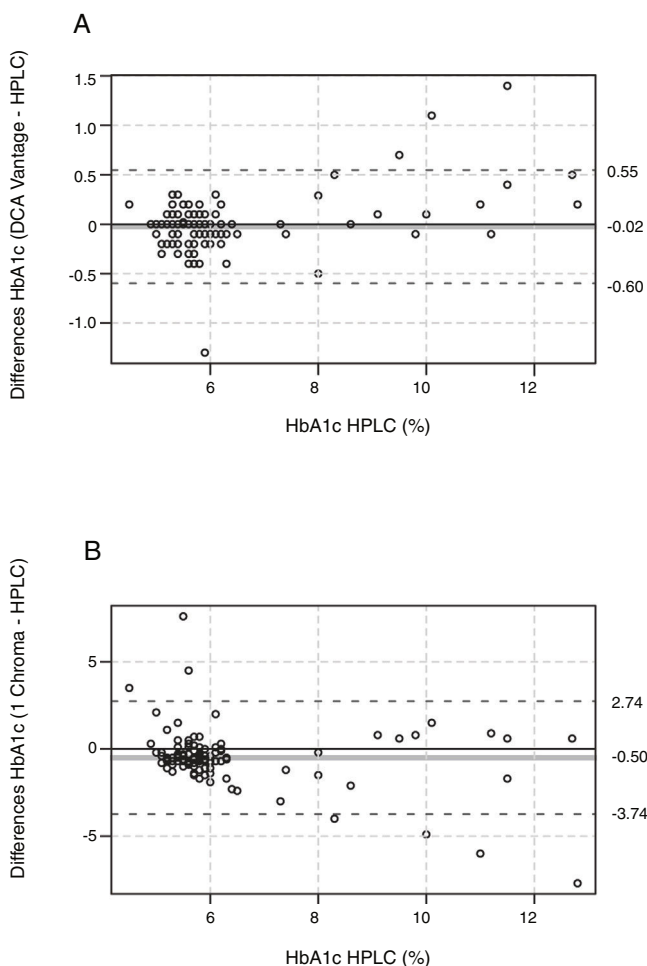 A
Differences HbA1c (DCA Vantage - HPLC)
1.5
1.0
0.5
0
-0.5
-1.0
0.55
-0.02
-0.60
6 8 10 12
HbA1c HPLC (%)
B
Differences HbA1c (1 Chroma - HPLC)
5
0
-5
2.74
-0.50
-3.74
6 8 10 12
HbA1c HPLC (%)